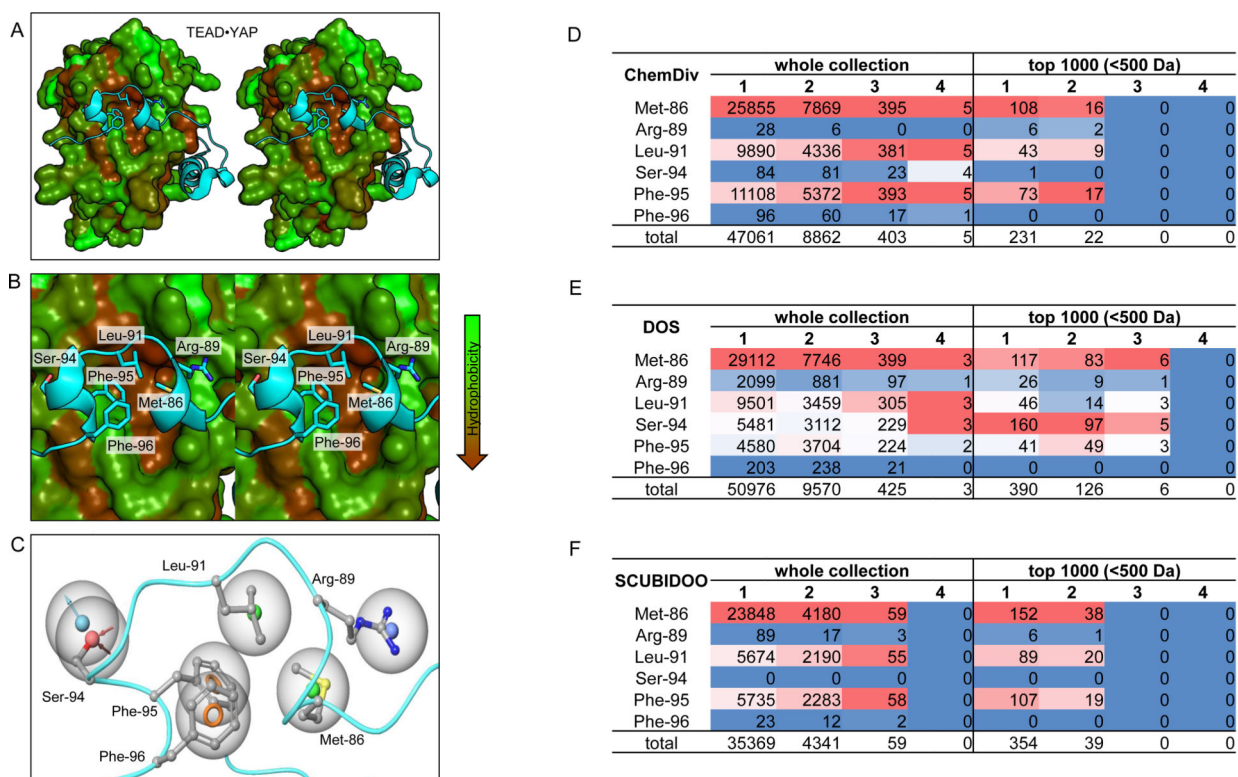 A
TEAD•YAP
B
Leu-91
Ser-94
Arg-89
Phe-95
Met-86
Phe-96
Leu-91
Ser-94
Arg-89
Phe-95
Met-86
Phe-96
Hydrophobicity
C
Leu-91
Arg-89
Ser-94
Phe-95
Met-86
Phe-96
D
ChemDiv whole collection top 1000 (<500 Da)
1 2 3 4 1 2 3 4
Met-86 25855 7869 395 5 108 16 0 0
Arg-89 28 6 0 0 6 2 0 0
Leu-91 9890 4336 381 5 43 9 0 0
Ser-94 84 81 23 4 1 0 0 0
Phe-95 11108 5372 393 5 73 17 0 0
Phe-96 96 60 17 1 0 0 0 0
total 47061 8862 403 5 231 22 0 0
E
DOS whole collection top 1000 (<500 Da)
1 2 3 4 1 2 3 4
Met-86 29112 7746 399 3 117 83 6 0
Arg-89 2099 881 97 1 26 9 1 0
Leu-91 9501 3459 305 3 46 14 3 0
Ser-94 5481 3112 229 3 160 97 5 0
Phe-95 4580 3704 224 2 41 49 3 0
Phe-96 203 238 21 0 0 0 0 0
total 50976 9570 425 3 390 126 6 0
F
SCUBIDOO whole collection top 1000 (<500 Da)
1 2 3 4 1 2 3 4
Met-86 23848 4180 59 0 152 38 0 0
Arg-89 89 17 3 0 6 1 0 0
Leu-91 5674 2190 55 0 89 20 0 0
Ser-94 0 0 0 0 0 0 0 0
Phe-95 5735 2283 58 0 107 19 0 0
Phe-96 23 12 2 0 0 0 0 0
total 35369 4341 59 0 354 39 0 0